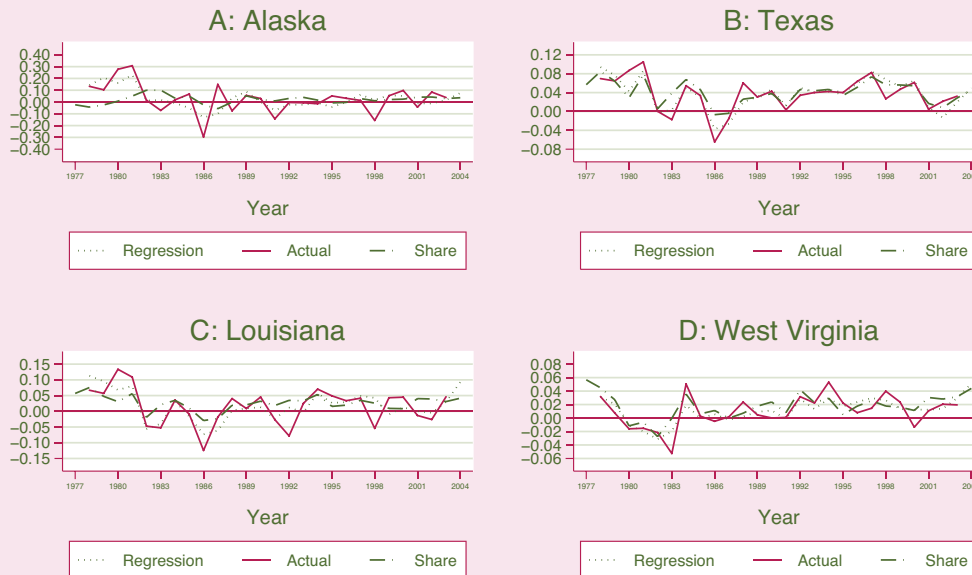 A: Alaska
0.40
0.30
0.20
0.10
0.00
−0.10
−0.20
−0.30
−0.40
1977 1980 1983 1986 1989 1992 1995 1998 2001 2004
Year
Regression Actual Share
B: Texas
0.12
0.08
0.04
0.00
−0.04
−0.08
1977 1980 1983 1986 1989 1992 1995 1998 2001
Year
Regression Actual Share
C: Louisiana
0.15
0.10
0.05
0.00
−0.05
−0.10
−0.15
1977 1980 1983 1986 1989 1992 1995 1998 2001 2004
Year
Regression Actual Share
D: West Virginia
0.08
0.06
0.04
0.02
0.00
−0.02
−0.04
−0.06
1977 1980 1983 1986 1989 1992 1995 1998 2001
Year
Regression Actual Share